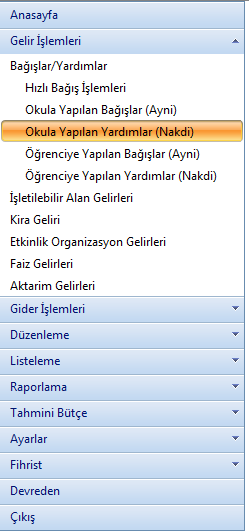 Anasayfa
Gelir İşlemleri
Bağışlar/Yardımlar
Hızlı Bağış İşlemleri
Okula Yapılan Bağışlar (Ayni)
Okula Yapılan Yardımlar (Nakdi)
Öğrenciye Yapılan Bağışlar (Ayni)
Öğrenciye Yapılan Yardımlar (Nakdi)
İşletilebilir Alan Gelirleri
Kira Geliri
Etkinlik Organizasyon Gelirleri
Faiz Gelirleri
Aktarim Gelirleri
Gider İşlemleri
Düzenleme
Listeleme
Raporlama
Tahmini Bütçe
Ayarlar
Fihrist
Devreden
Çıkış